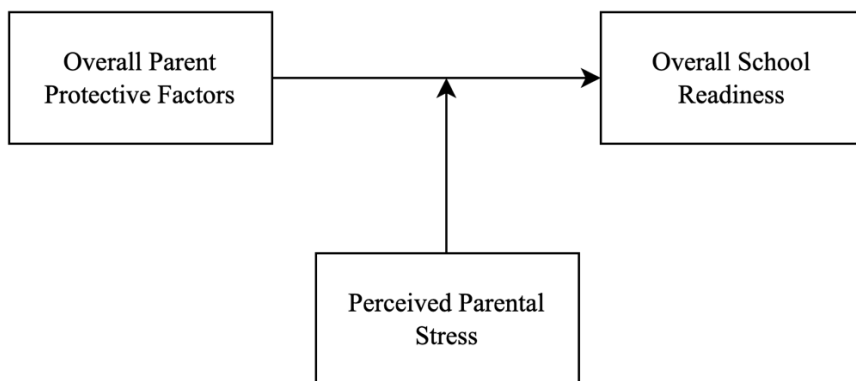 Overall Parent
Protective Factors
Overall School
Readiness
Perceived Parental
Stress